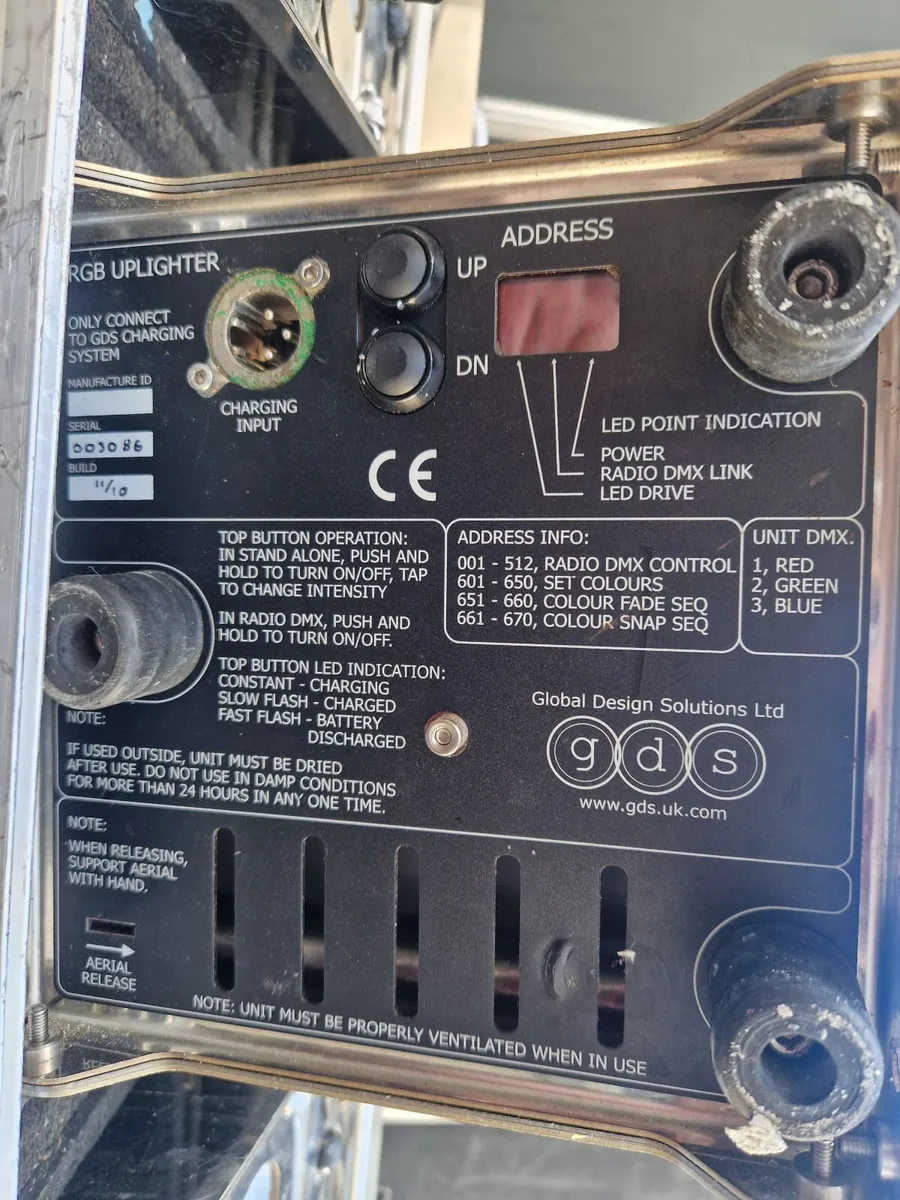 RGB UPLIGHTER
ONLY CONNECT
TO GDS CHARGING
SYSTEM
MANUFACTURE ID
SERIAL
003086
BUILD
11/10
CHARGING
INPUT
UP
DN
ADDRESS
LED POINT INDICATION
POWER
RADIO DMX LINK
LED DRIVE
CE
TOP BUTTON OPERATION:
IN STAND ALONE, PUSH AND
HOLD TO TURN ON/OFF, TAP
TO CHANGE INTENSITY
IN RADIO DMX, PUSH AND
HOLD TO TURN ON/OFF.
TOP BUTTON LED INDICATION:
CONSTANT - CHARGING
SLOW FLASH - CHARGED
FAST FLASH - BATTERY
DISCHARGED
ADDRESS INFO:
001 - 512, RADIO DMX CONTROL
601 - 650, SET COLOURS
651 - 660, COLOUR FADE SEQ
661 - 670, COLOUR SNAP SEQ
UNIT DMX.
1, RED
2, GREEN
3, BLUE
NOTE:
IF USED OUTSIDE, UNIT MUST BE DRIED
AFTER USE. DO NOT USE IN DAMP CONDITIONS
FOR MORE THAN 24 HOURS IN ANY ONE TIME.
Global Design Solutions Ltd
gds
www.gds.uk.com
NOTE:
WHEN RELEASING,
SUPPORT AERIAL
WITH HAND.
AERIAL
RELEASE
NOTE: UNIT MUST BE PROPERLY VENTILATED WHEN IN USE